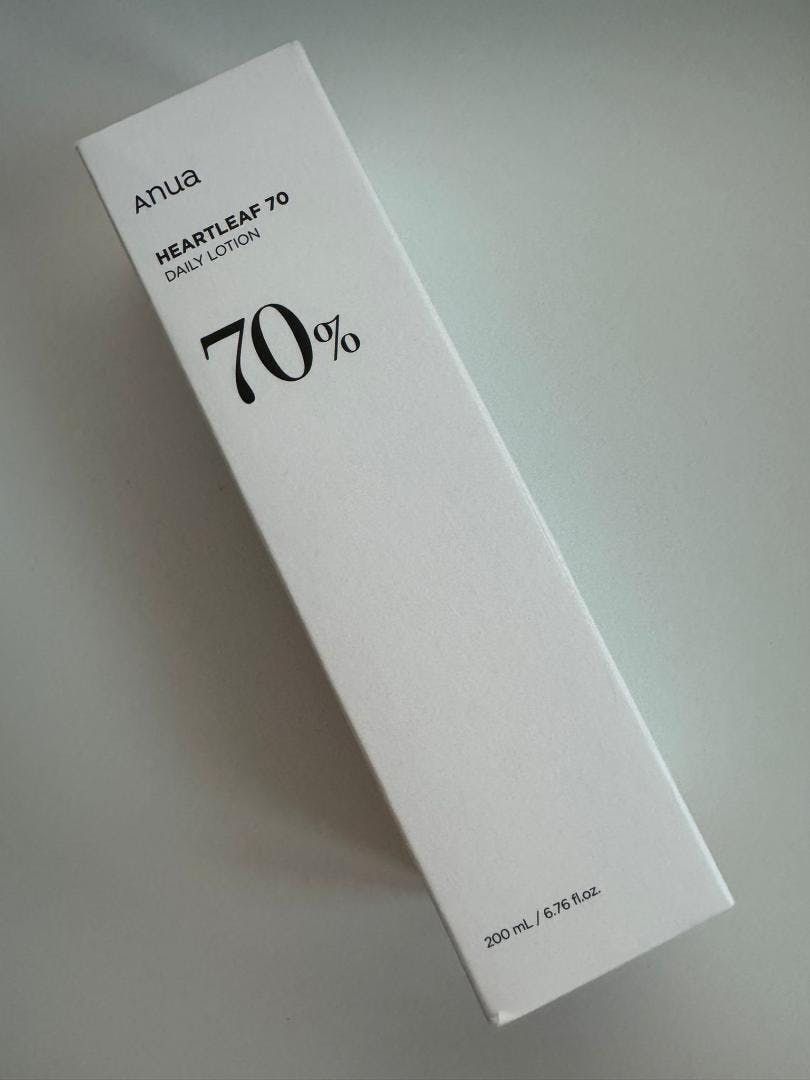 Anua
HEARTLEAF 70
DAILY LOTION
70%
200 mL / 6.76 fl.oz.